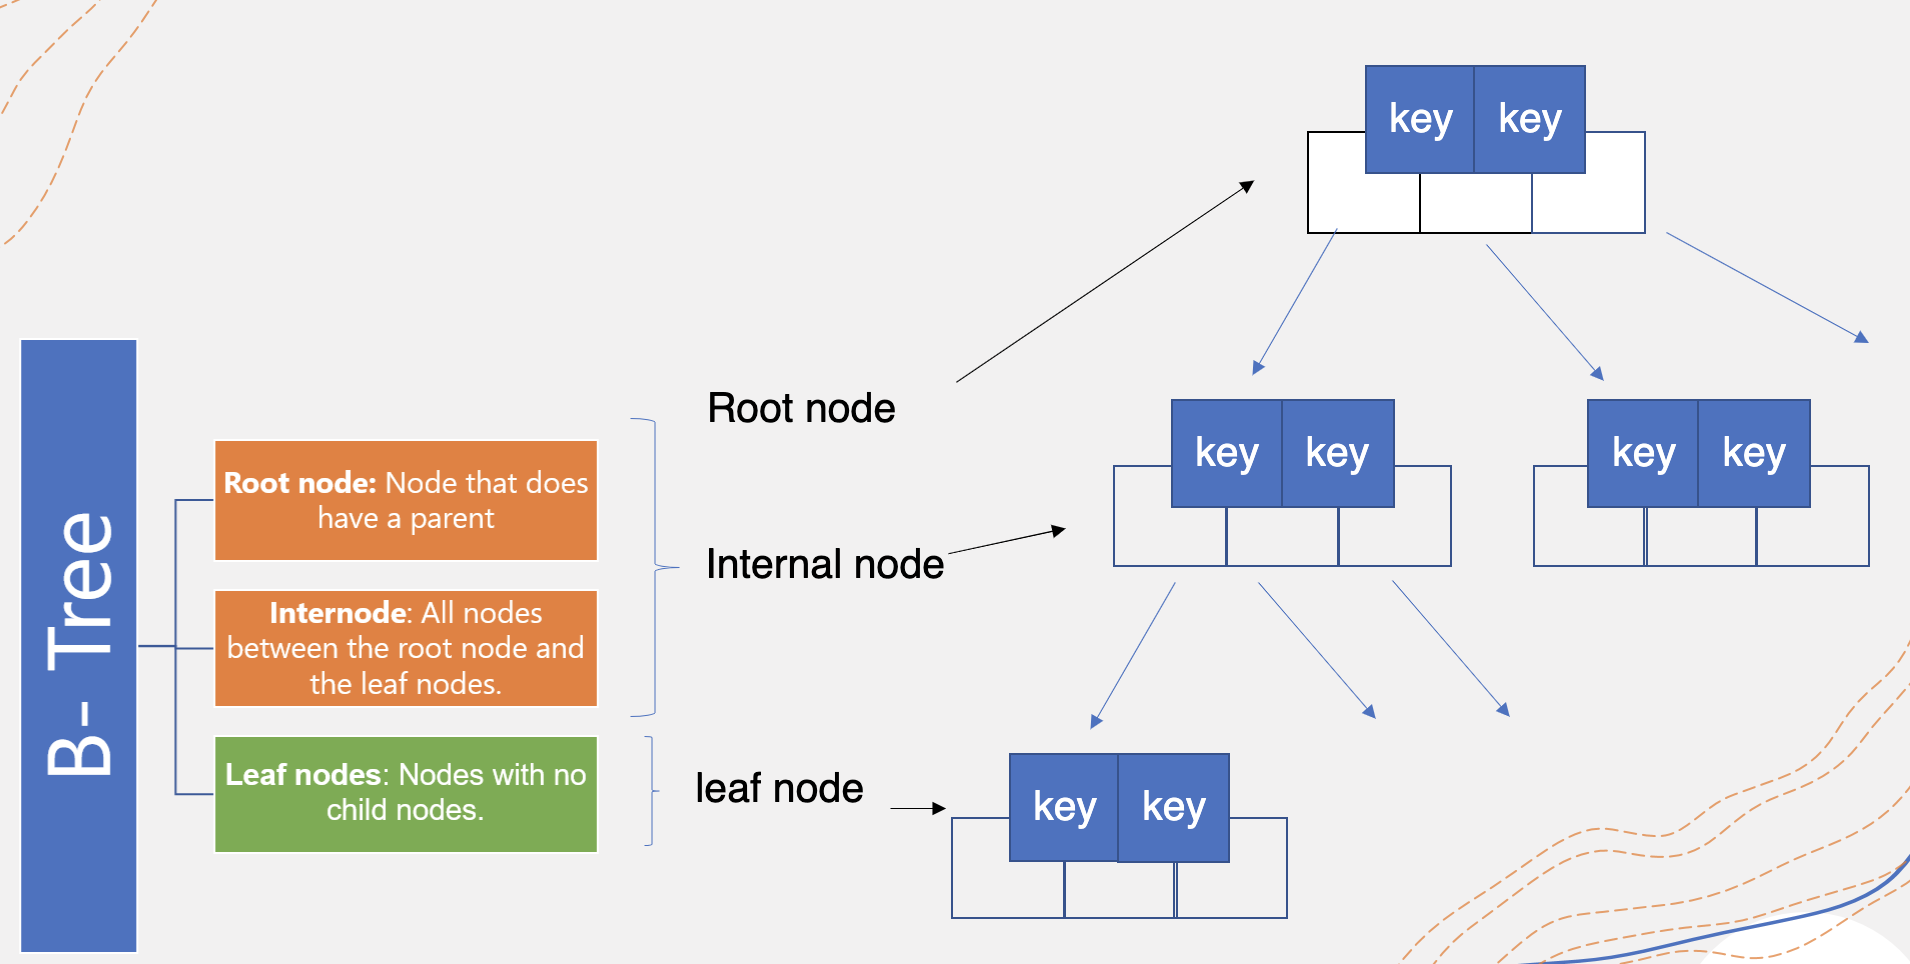 B- Tree
Root node: Node that does
have a parent
Internode: All nodes
between the root node and
the leaf nodes.
Leaf nodes: Nodes with no
child nodes.
Root node
Internal node
leaf node
key key
key key
key key
key key